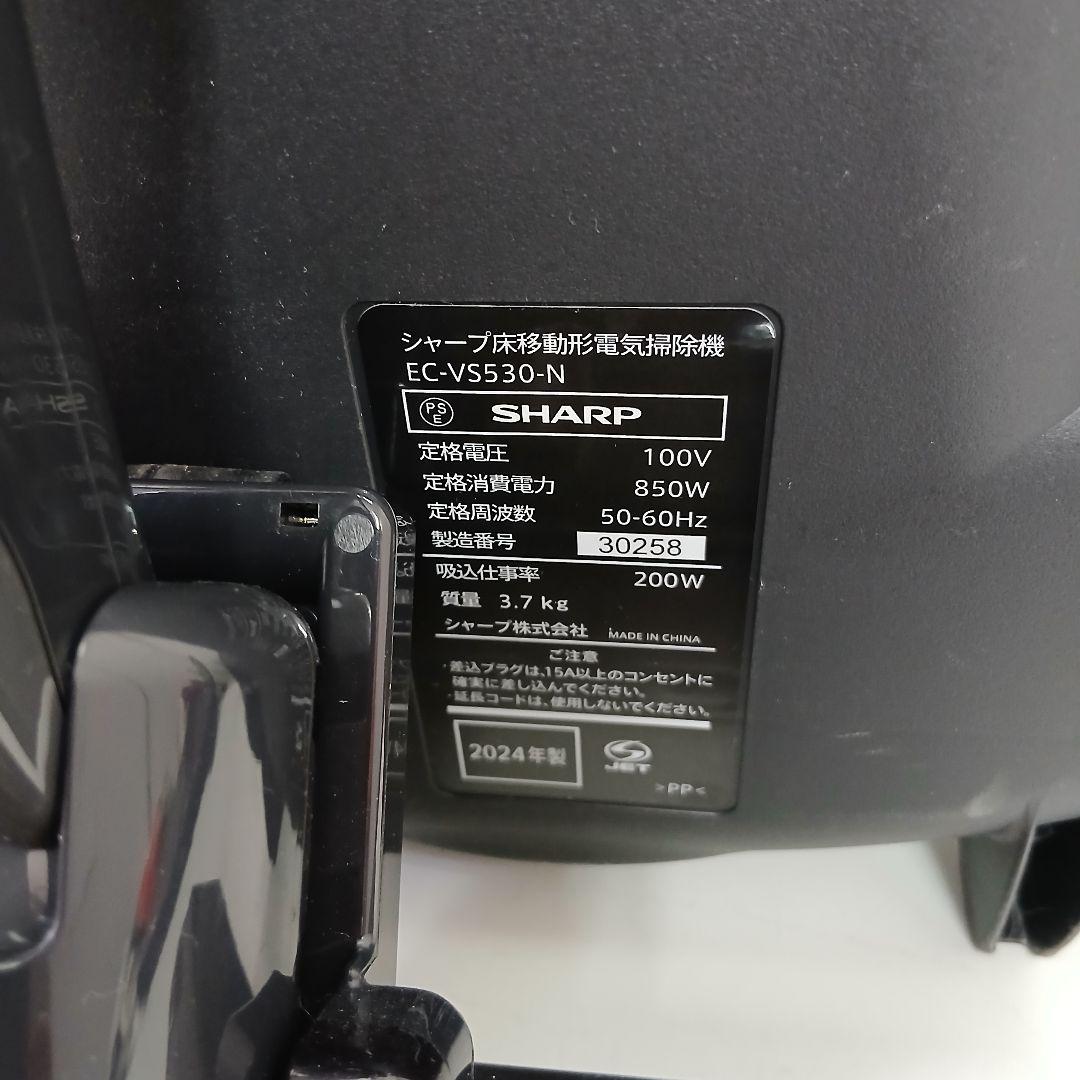 シャープ床移動形電気掃除機
EC-VS530-N
PSE SHARP
定格電圧 100V
定格消費電力 850W
定格周波数 50-60Hz
製造番号 30258
吸込仕事率 200W
質量 3.7 kg
シャープ株式会社 MADE IN CHINA
ご注意
・差込プラグは、15A以上のコンセントに
確実に差し込んでください。
・延長コードは、使用しないでください。
2024年製 JET
>PP<